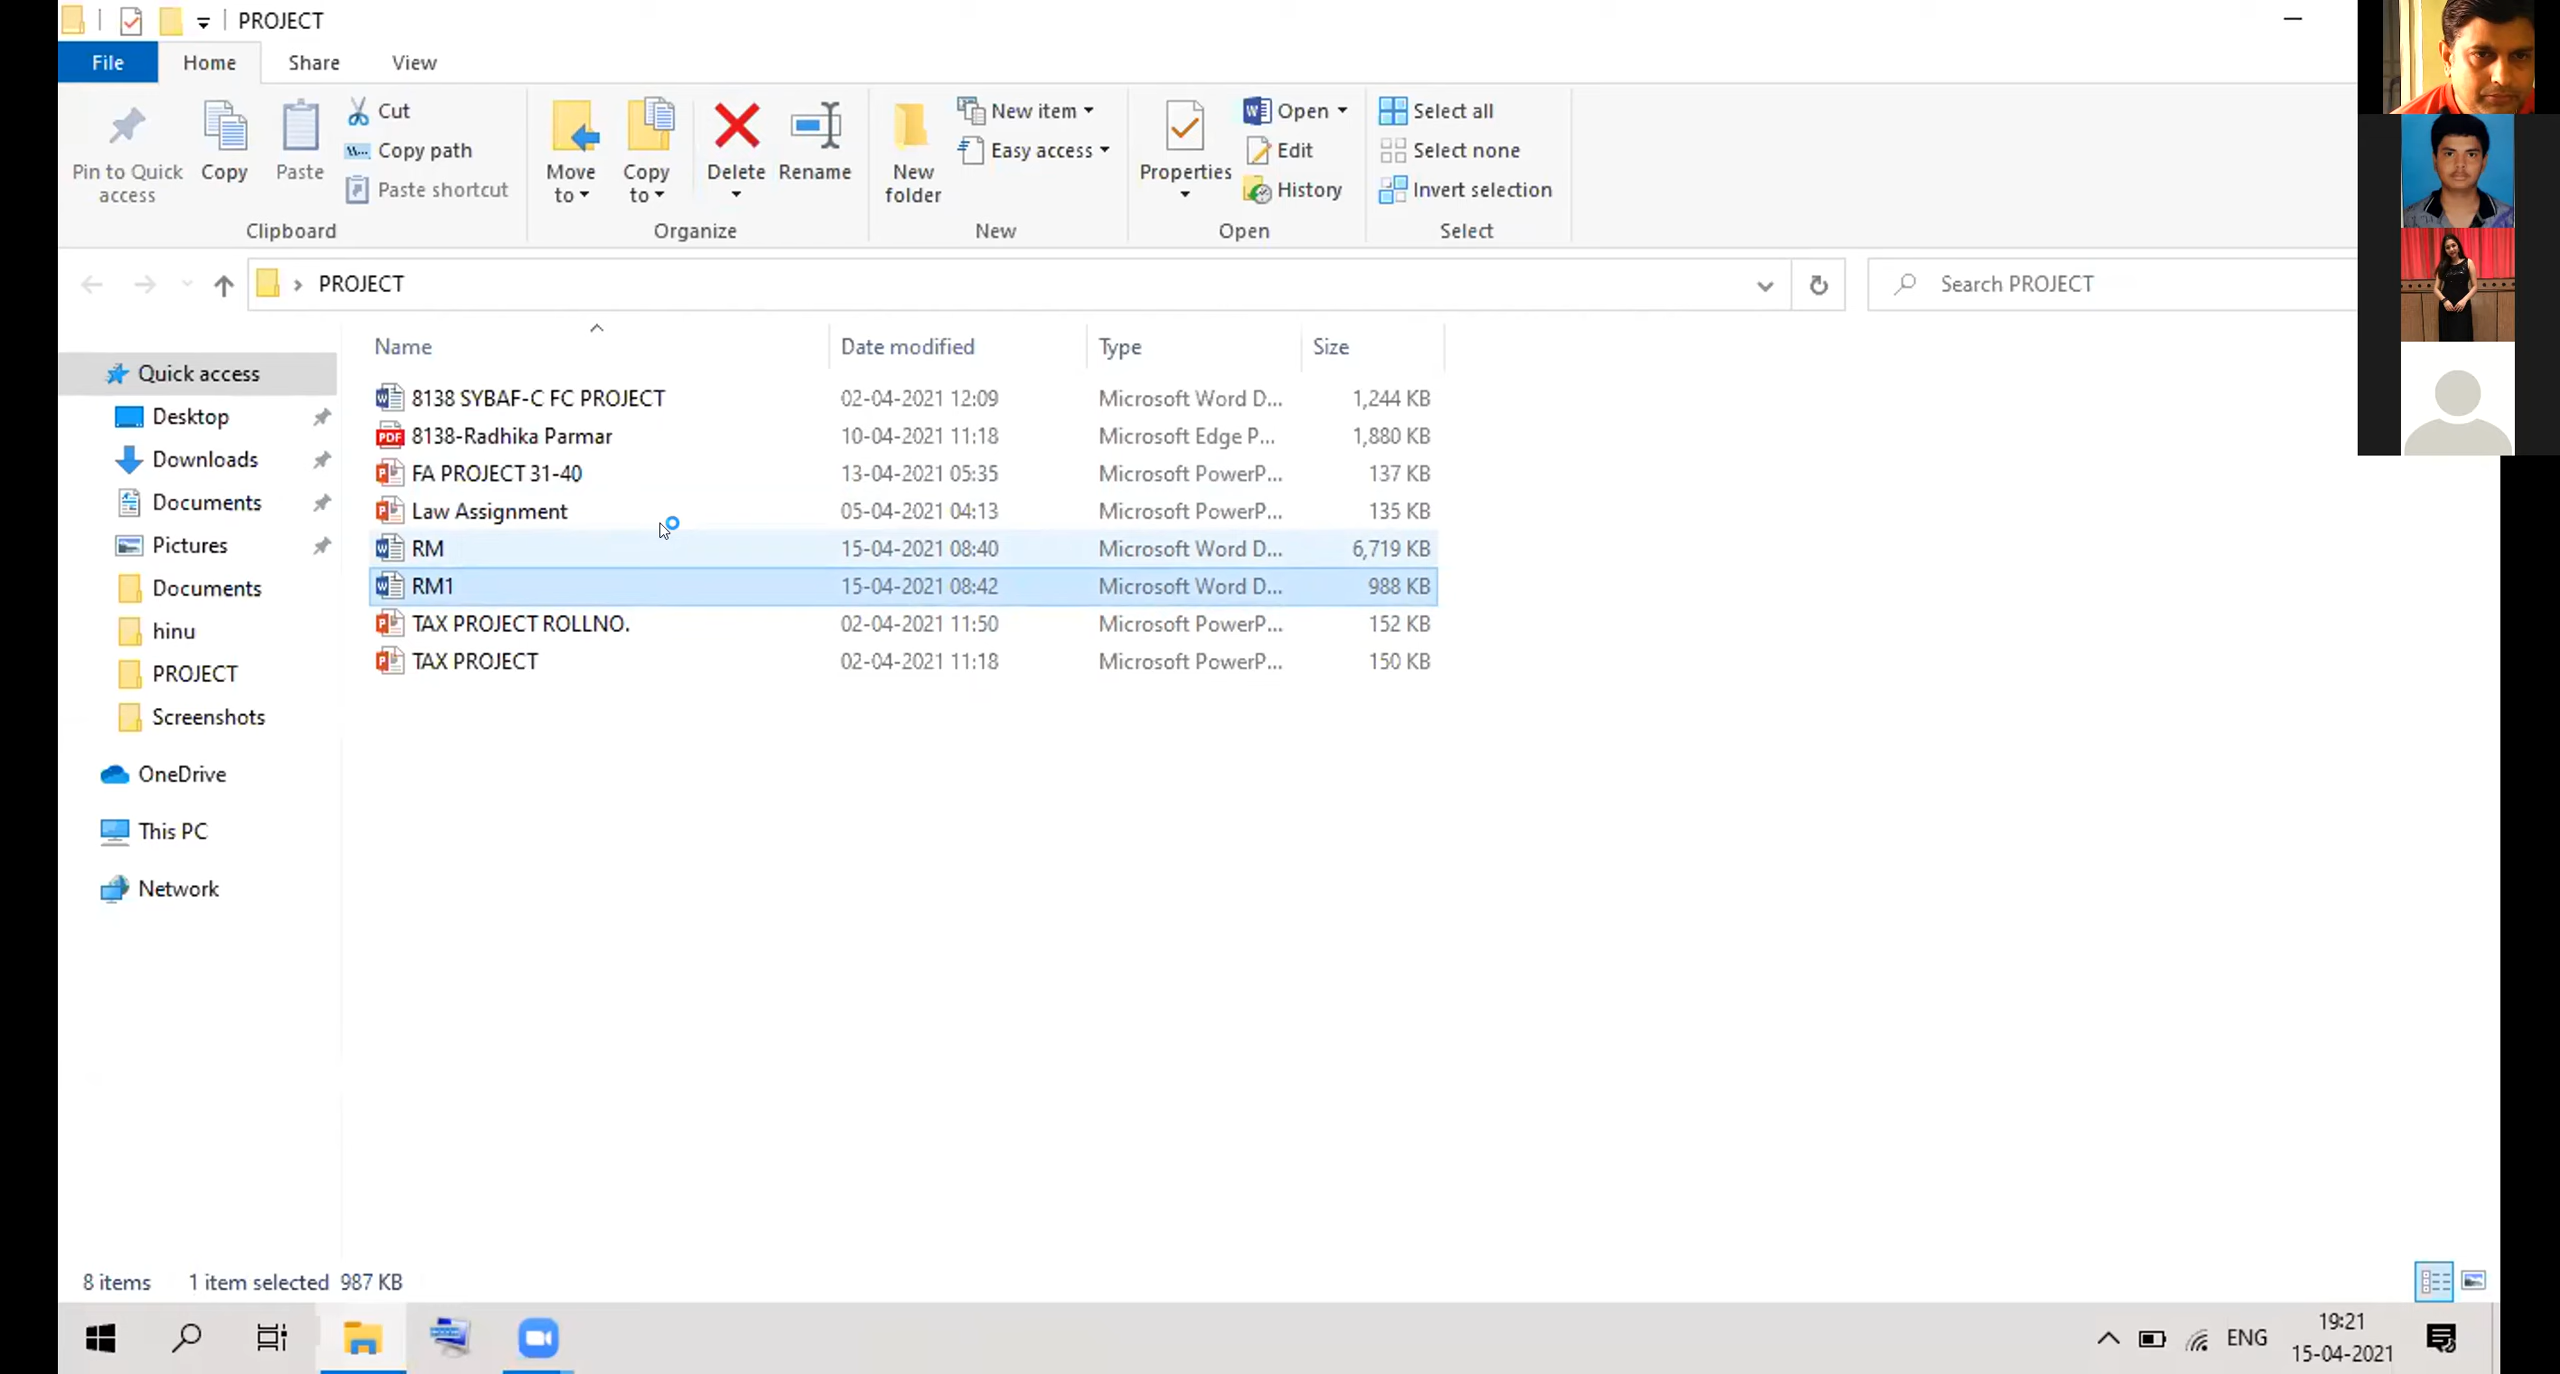 PROJECT
File Home Share View
Pin to Quick access
Copy
Paste
Cut
Copy path
Paste shortcut
Clipboard
Move to
Copy to
Delete
Rename
Organize
New folder
New item
Easy access
New
Properties
Open
Edit
History
Open
Select all
Select none
Invert selection
Select
PROJECT
Search PROJECT
Name Date modified Type Size
Quick access
Desktop
Downloads
Documents
Pictures
Documents
hinu
PROJECT
Screenshots
OneDrive
This PC
Network
8138 SYBAF-C FC PROJECT 02-04-2021 12:09 Microsoft Word D... 1,244 KB
PDF 8138-Radhika Parmar 10-04-2021 11:18 Microsoft Edge P... 1,880 KB
FA PROJECT 31-40 13-04-2021 05:35 Microsoft PowerP... 137 KB
Law Assignment 05-04-2021 04:13 Microsoft PowerP... 135 KB
RM 15-04-2021 08:40 Microsoft Word D... 6,719 KB
RM1 15-04-2021 08:42 Microsoft Word D... 988 KB
TAX PROJECT ROLLNO. 02-04-2021 11:50 Microsoft PowerP... 152 KB
TAX PROJECT 02-04-2021 11:18 Microsoft PowerP... 150 KB
8 items 1 item selected 987 KB
ENG
19:21
15-04-2021